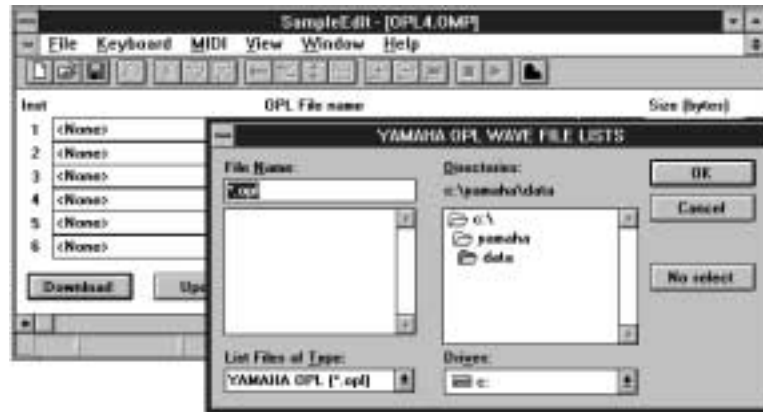 SampleEdit - [OPL4.OMP]
File Keyboard MIDI View Window Help
Inst OPL File name Size (bytes)
1 <None>
2 <None>
3 <None>
4 <None>
5 <None>
6 <None>
Download
YAMAHA OPL WAVE FILE LISTS
File Name:
*.opl
Directories:
c:\yamaha\data
c:\
yamaha
data
OK
Cancel
No select
List Files of Type:
YAMAHA OPL (*.opl)
Drives:
c: